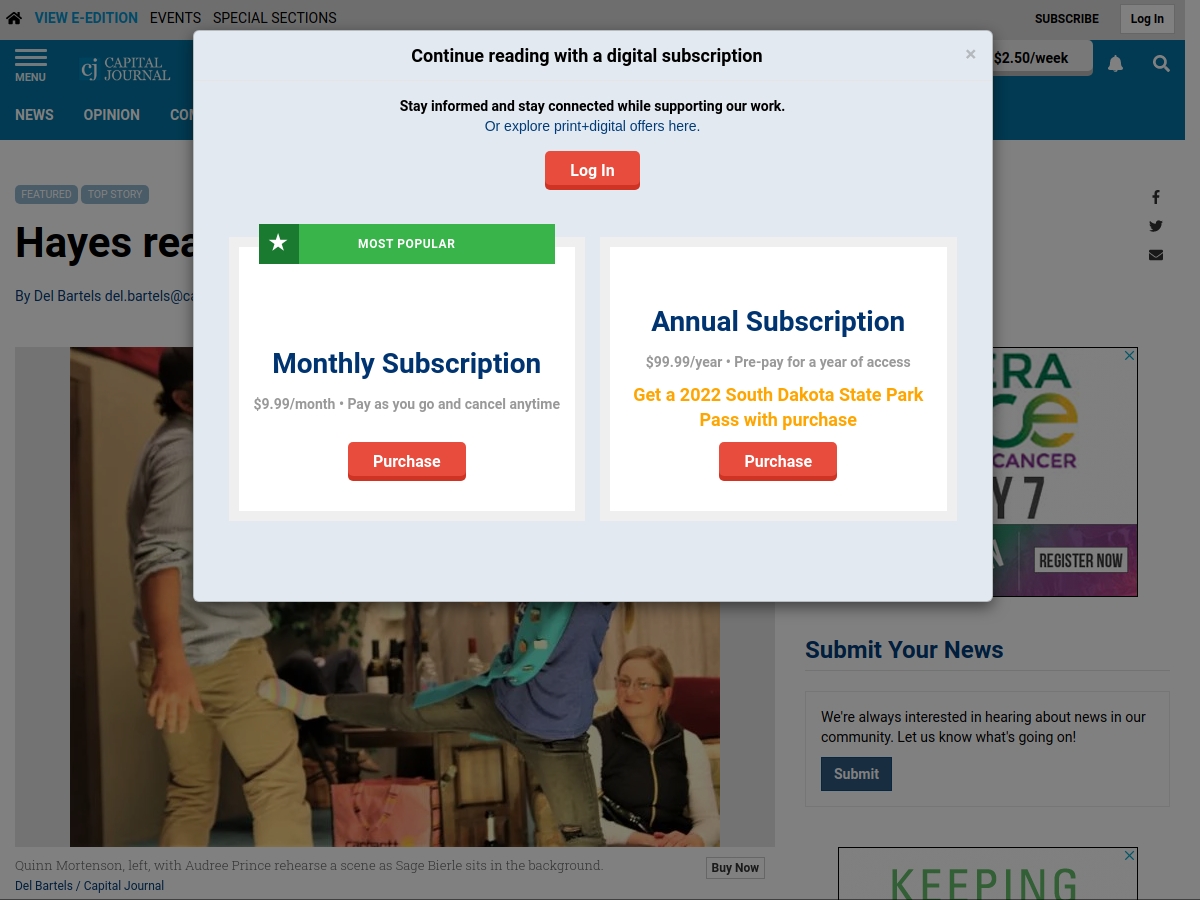 VIEW E-EDITION EVENTS SPECIAL SECTIONS
SUBSCRIBE Log In
MENU
cj CAPITAL JOURNAL
$2.50/week
NEWS OPINION
Continue reading with a digital subscription
×
Stay informed and stay connected while supporting our work.
Or explore print+digital offers here.
Log In
MOST POPULAR
Monthly Subscription
$9.99/month • Pay as you go and cancel anytime
Purchase
Annual Subscription
$99.99/year • Pre-pay for a year of access
Get a 2022 South Dakota State Park
Pass with purchase
Purchase
FEATURED TOP STORY
Hayes
By Del Bartels
CANCER
Y 7
REGISTER NOW
Submit Your News
We're always interested in hearing about news in our
community. Let us know what's going on!
Submit
carhartt
Quinn Mortenson, left, with Audree Prince rehearse a scene as Sage Bierle sits in the background.
Buy Now
Del Bartels / Capital Journal
KEEPING